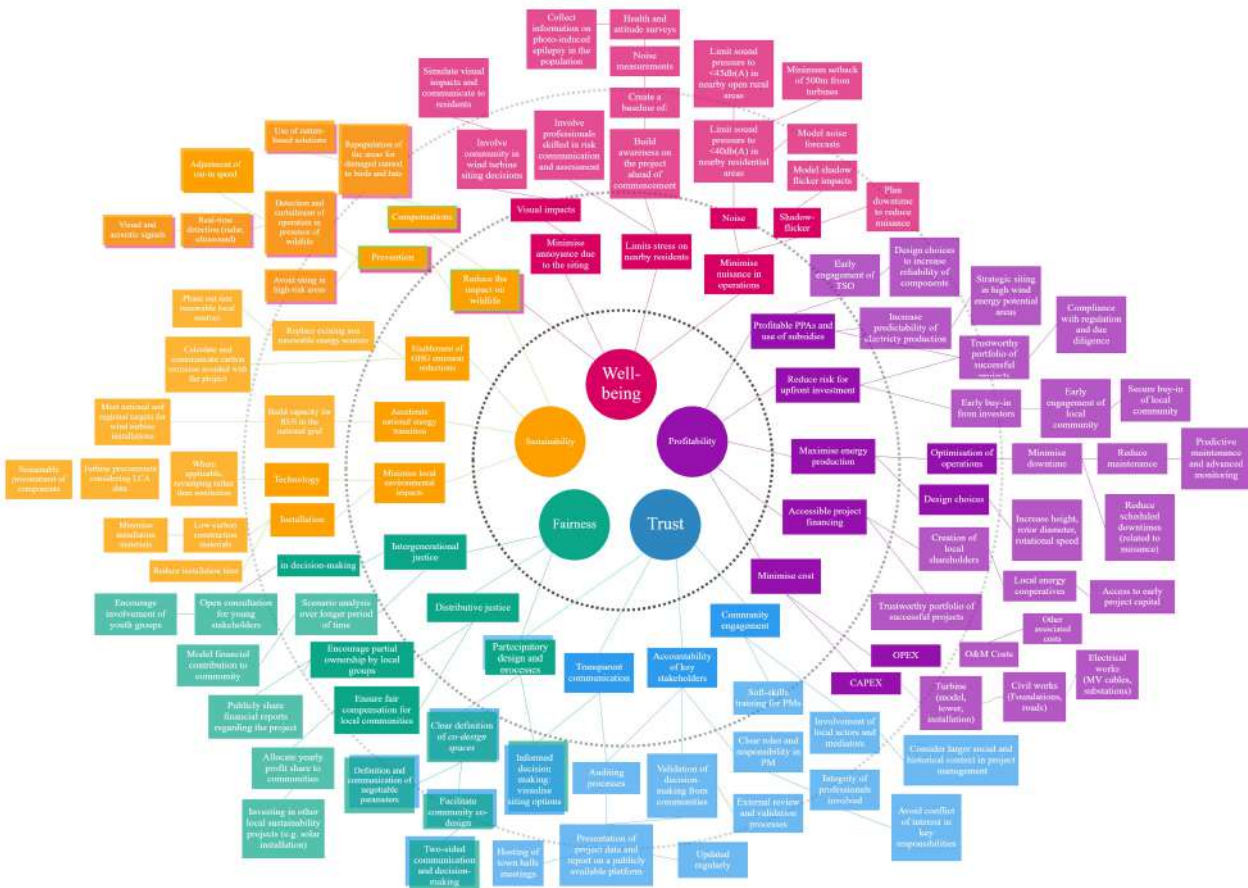 Collect
information on
photo-induced
epilepsy in the
population
Health and
attitude surveys
Noise
measurements
Create a
baseline of:
Build
awareness on
the project
ahead of
commencement
Simulate visual
impacts and
communicate to
residents
Involve
community in
wind turbine
siting decisions
Involve
professionals
skilled in risk
communication
and assessment
Limit sound
pressure to
<45db(A) in
nearby open rural
areas
Limit sound
pressure to
<40db(A) in
nearby residential
areas
Minimum setback
of 500m from
turbines
Model noise
forecasts
Model shadow
flicker impacts
Plan
downtime to
reduce nuisance
Visual impacts
Minimise
annoyance due
to the siting
Limits stress on
nearby residents
Noise
Shadow-
flicker
Minimise
nuisance in
operations
Well-
being
Use of nature-
based solutions
Repopulation of
the areas for
damaged caused
to birds and bats
Adjustment of
cut-in speed
Visual and
acoustic signals
Real-time
detection (radar,
ultrasound)
Detection and
curtailment of
operation in
presence of
wildlife
Avoid siting in
high-risk areas
Compensations
Prevention
Reduce the
impact on
wildlife
Phase out non
renewable local
sources
Replace existing non
renewable energy sources
Calculate and
communicate carbon
emission avoided with
the project
Enablement of
GHG emission
reductions
Meet national and
regional targets for
wind turbine
installations
Build capacity for
RES in the
national grid
Accelerate
national energy
transition
Sustainable
procurement of
components
Turbine procurement
considering LCA
data
Where
applicable,
revamping rather
than substitution
Technology
Minimise local
environmental
impacts
Installation
Minimise
installation
materials
Low-carbon
construction
materials
Reduce installation time
Sustainability
Early
engagement of
TSO
Design choices
to increase
reliability of
components
Strategic siting
in high wind
energy potential
areas
Compliance
with regulation
and due
diligence
Profitable PPAs and
use of subsidies
Increase
predictability of
electricty production
Trustworthy
portfolio of
successful
projects
Reduce risk for
upfront investment
Early buy-in
from investors
Early
engagement of
local
community
Secure buy-in
of local
community
Maximise energy
production
Optimisation of
operations
Minimise
downtime
Reduce
maintenance
Predictive
maintenance
and advanced
monitoring
Design choices
Increase height,
rotor diameter,
rotational speed
Reduce
scheduled
downtimes
(related to
nuisance)
Accessible project
financing
Creation of
local
shareholders
Local energy
cooperatives
Access to early
project capital
Trustworthy portfolio of
successful projects
Minimise cost
OPEX
O&M Costs
Other
associated
costs
CAPEX
Turbine
(model,
tower,
installation)
Civil works
(Foundations,
roads)
Electrical
works
(MV cables,
substations)
Profitability
Fairness
Trust
Intergenerational
justice
in decision-making
Encourage
involvement of
youth groups
Open consultation
for young
stakeholders
Scenario analysis
over longer period
of time
Distributive justice
Model financial
contribution to
community
Encourage partial
ownership by local
groups
Publicly share
financial reports
regarding the project
Ensure fair
compensation for
local communities
Allocate yearly
profit share to
communities
Investing in other
local sustainability
projects (e.g. solar
installation)
Partecipatory
design and
processes
Clear definition
of co-design
spaces
Definition and
communication of
negotiable
parameters
Facilitate
community co-
design
Two-sided
communication
and decision-
making
Informed
decision
making:
visualise
siting options
Transparent
communication
Accountability
of key
stakeholders
Community
engagement
Auditing
processes
Validation of
decision-
making from
communities
Hosting of
town halls
meetings
Presentation of
project data and
report on a publicly
available platform
Updated
regularly
Soft-skills
training for PMs
Clear roles and
responsibility in
PM
External review
and validation
processes
Involvement of
local actors and
mediators
Integrity of
professionals
involved
Consider larger social and
historical context in project
management
Avoid conflict
of interest in
key
responsibilities